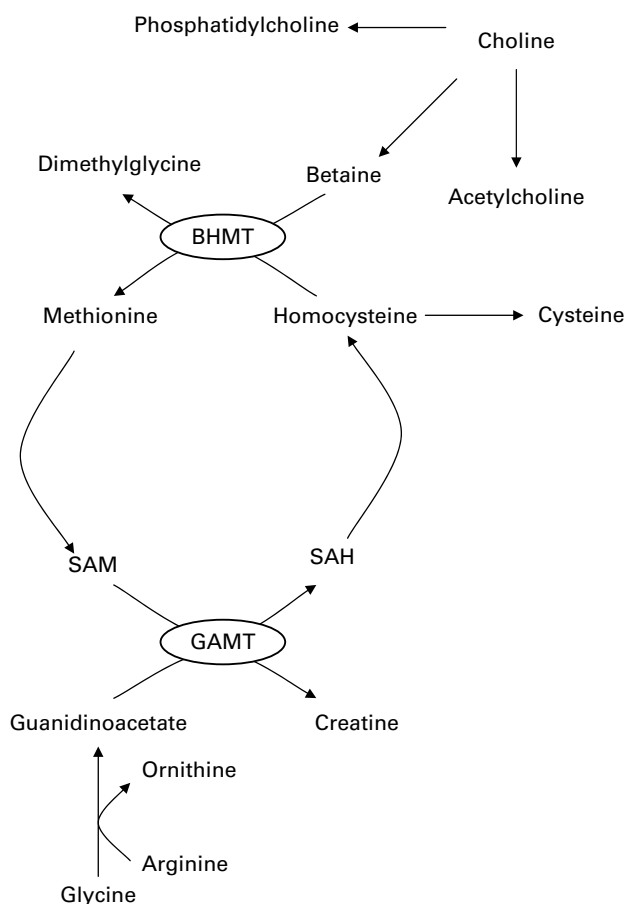 Phosphatidylcholine
Choline
Dimethylglycine
Betaine
Acetylcholine
BHMT
Methionine
Homocysteine
Cysteine
SAM
SAH
GAMT
Guanidinoacetate
Creatine
Ornithine
Arginine
Glycine